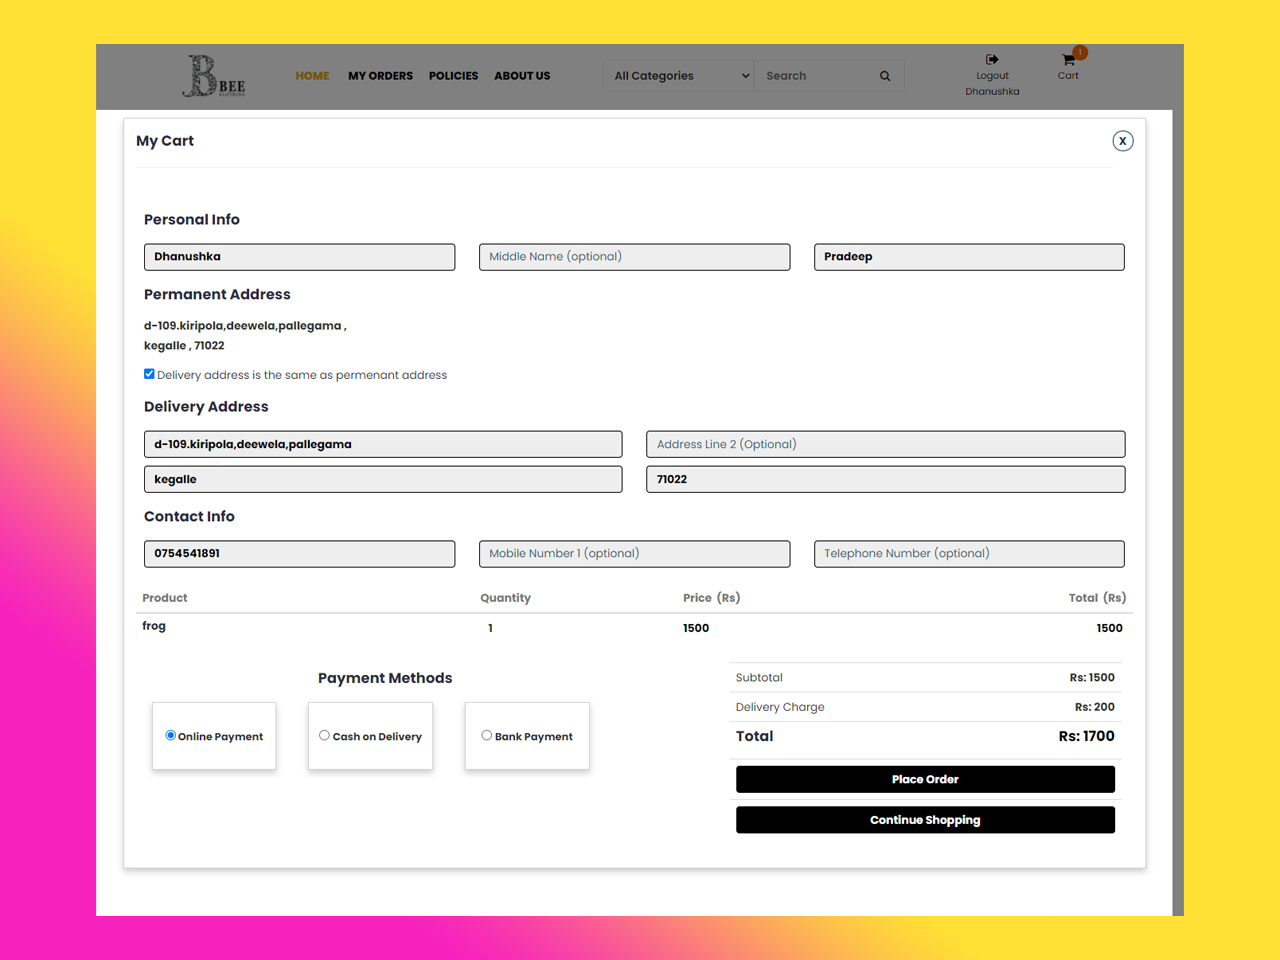 BBEE
KLOTHING
HOME MY ORDERS POLICIES ABOUT US All Categories Search Logout Dhanushka Cart 1
My Cart X
Personal Info
Dhanushka Middle Name (optional) Pradeep
Permanent Address
d-109.kiripola,deewela,pallegama ,
kegalle , 71022
Delivery address is the same as permenant address
Delivery Address
d-109.kiripola,deewela,pallegama Address Line 2 (Optional)
kegalle 71022
Contact Info
0754541891 Mobile Number 1 (optional) Telephone Number (optional)
Product Quantity Price (Rs) Total (Rs)
frog 1 1500 1500
Payment Methods
Online Payment Cash on Delivery Bank Payment
Subtotal Rs: 1500
Delivery Charge Rs: 200
Total Rs: 1700
Place Order
Continue Shopping